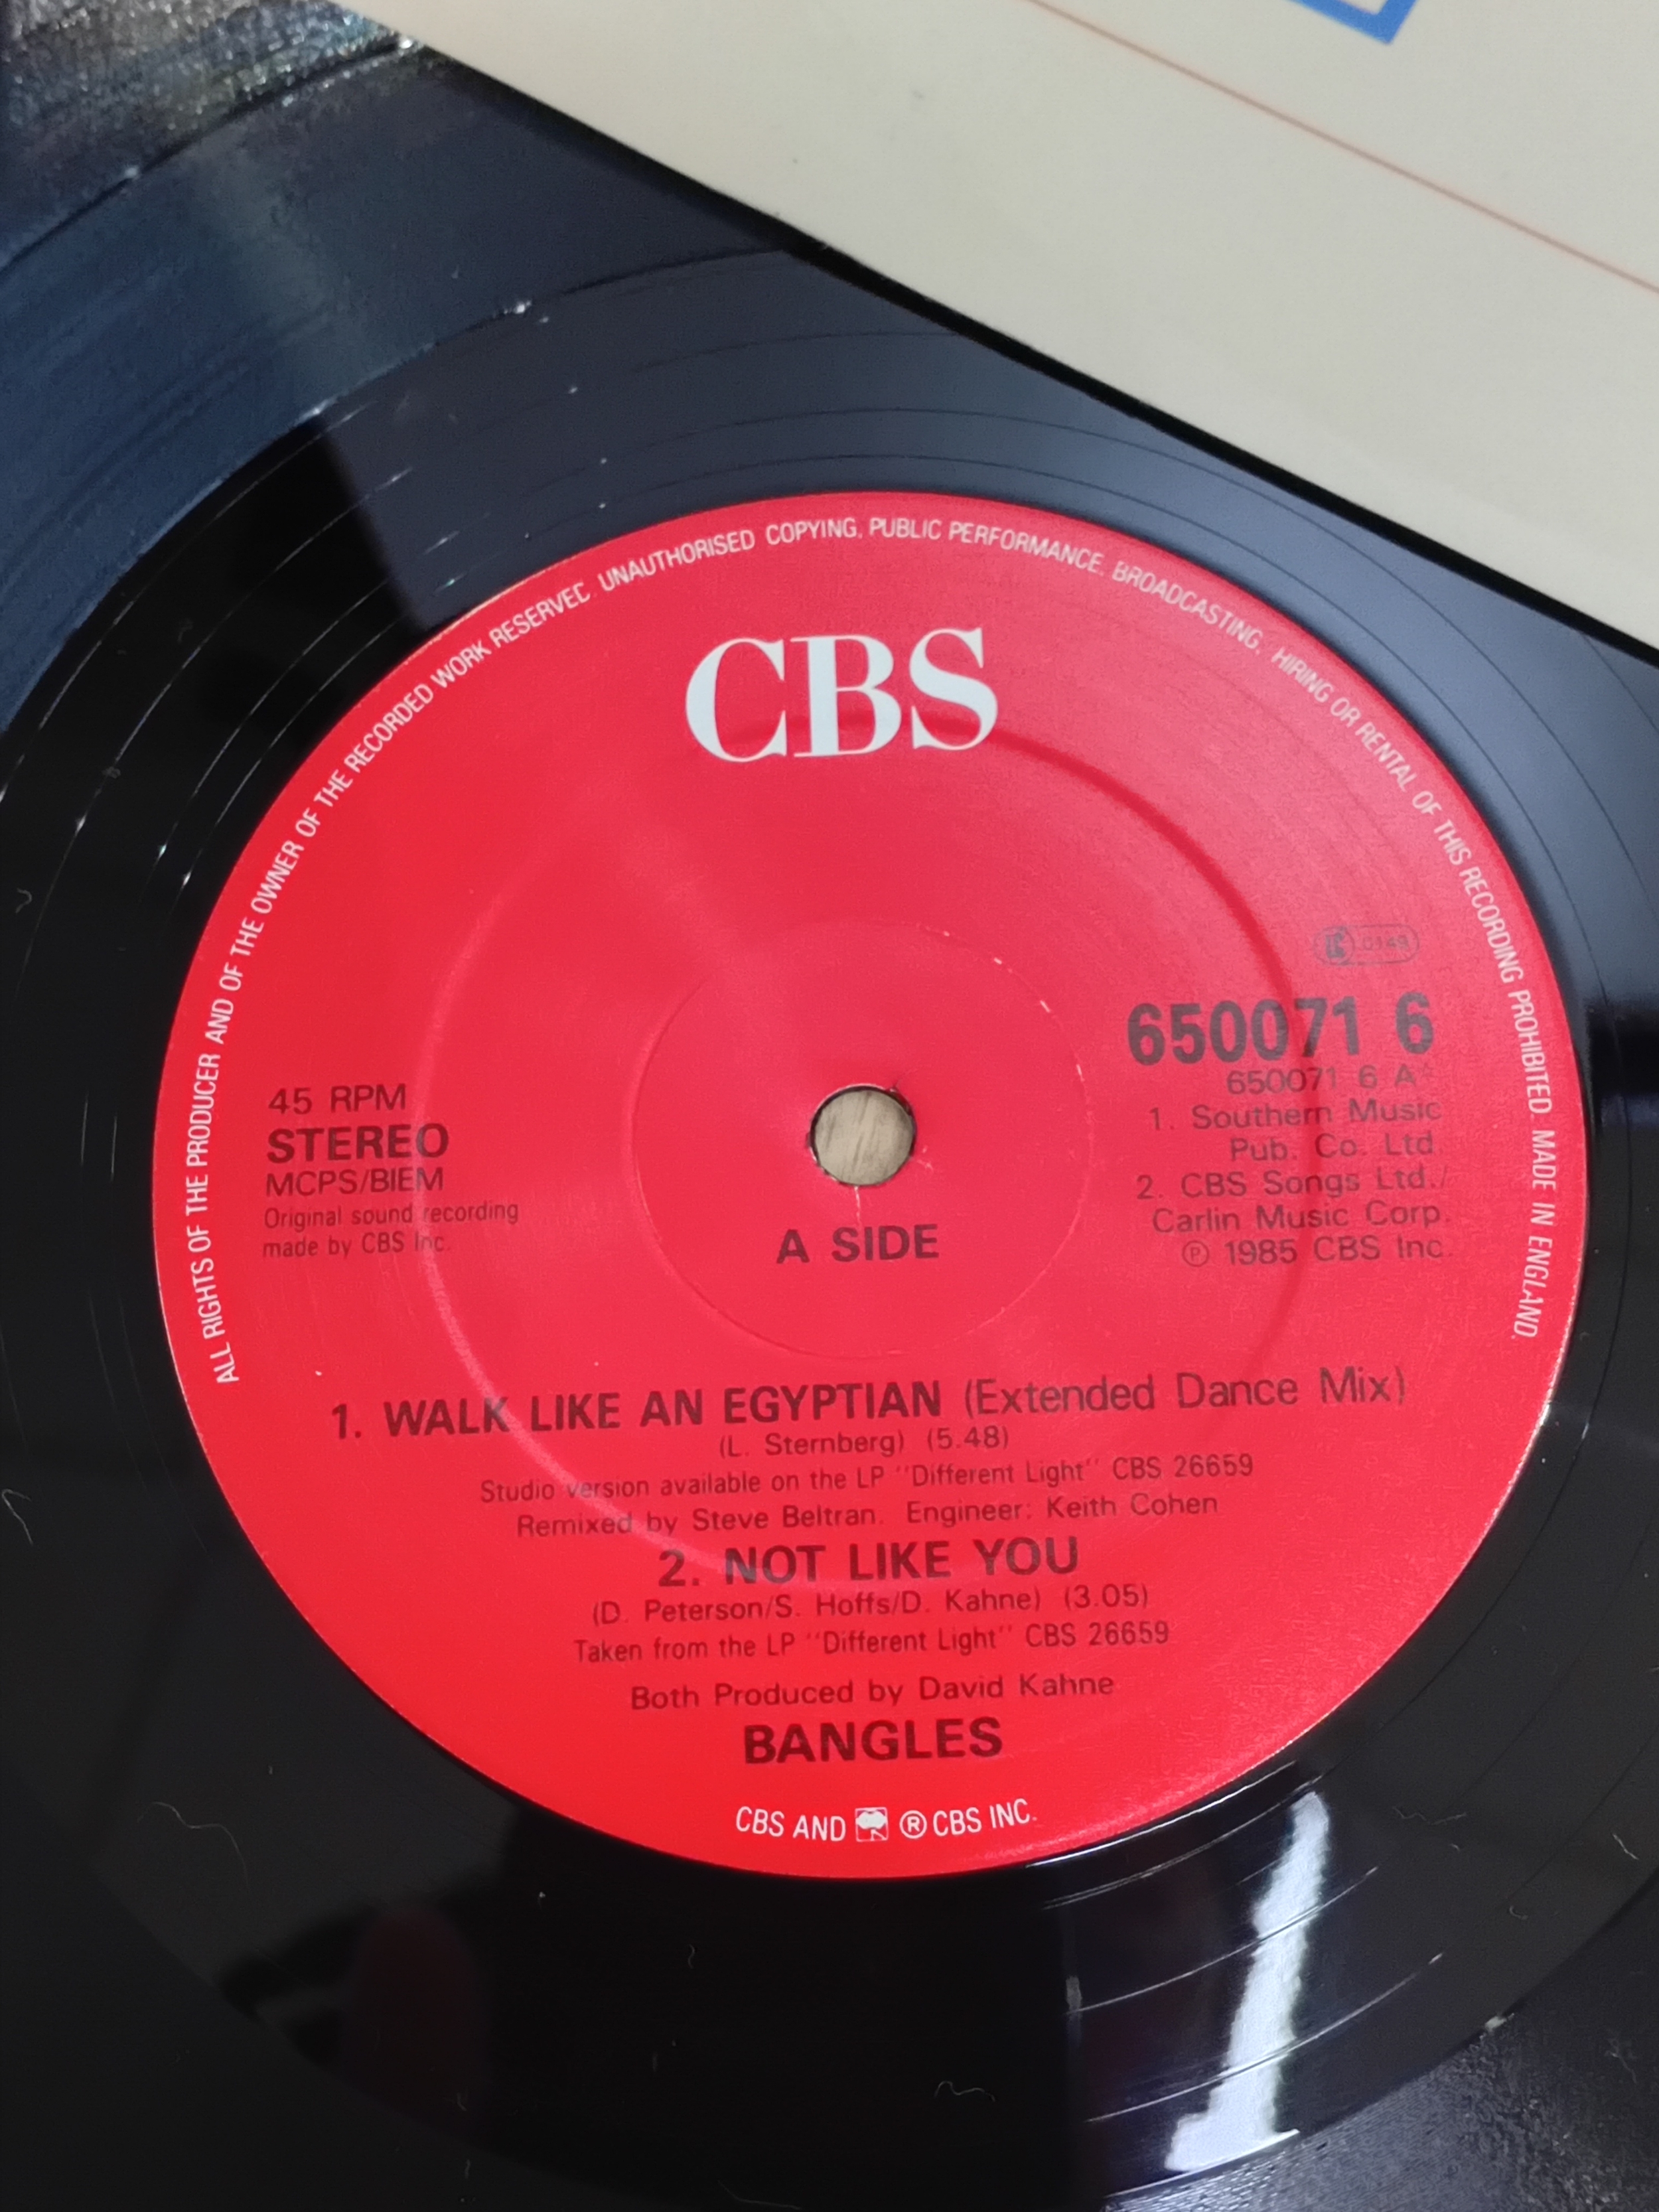 ALL RIGHTS OF THE PRODUCER AND OF THE OWNER OF THE RECORDED WORK RESERVED. UNAUTHORISED COPYING, PUBLIC PERFORMANCE, BROADCASTING, HIRING OR RENTAL OF THIS RECORDING PROHIBITED. MADE IN ENGLAND.
CBS
0149
650071 6
650071 6 A
1. Southern Music
Pub. Co. Ltd.
2. CBS Songs Ltd./
Carlin Music Corp.
℗ 1985 CBS Inc.
45 RPM
STEREO
MCPS/BIEM
Original sound recording
made by CBS Inc.
A SIDE
1. WALK LIKE AN EGYPTIAN (Extended Dance Mix)
(L. Sternberg) (5.48)
Studio version available on the LP "Different Light" CBS 26659
Remixed by Steve Beltran. Engineer: Keith Cohen
2. NOT LIKE YOU
(D. Peterson/S. Hoffs/D. Kahne) (3.05)
Taken from the LP "Different Light" CBS 26659
Both Produced by David Kahne
BANGLES
CBS AND ® CBS INC.